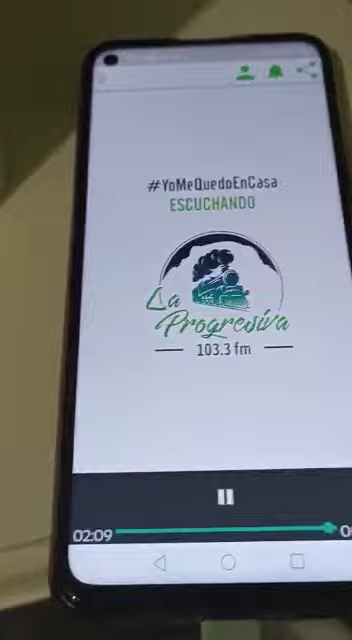 #YoMeQuedoEnCasa
ESCUCHANDO
La
Progresiva
103.3 fm
02:09